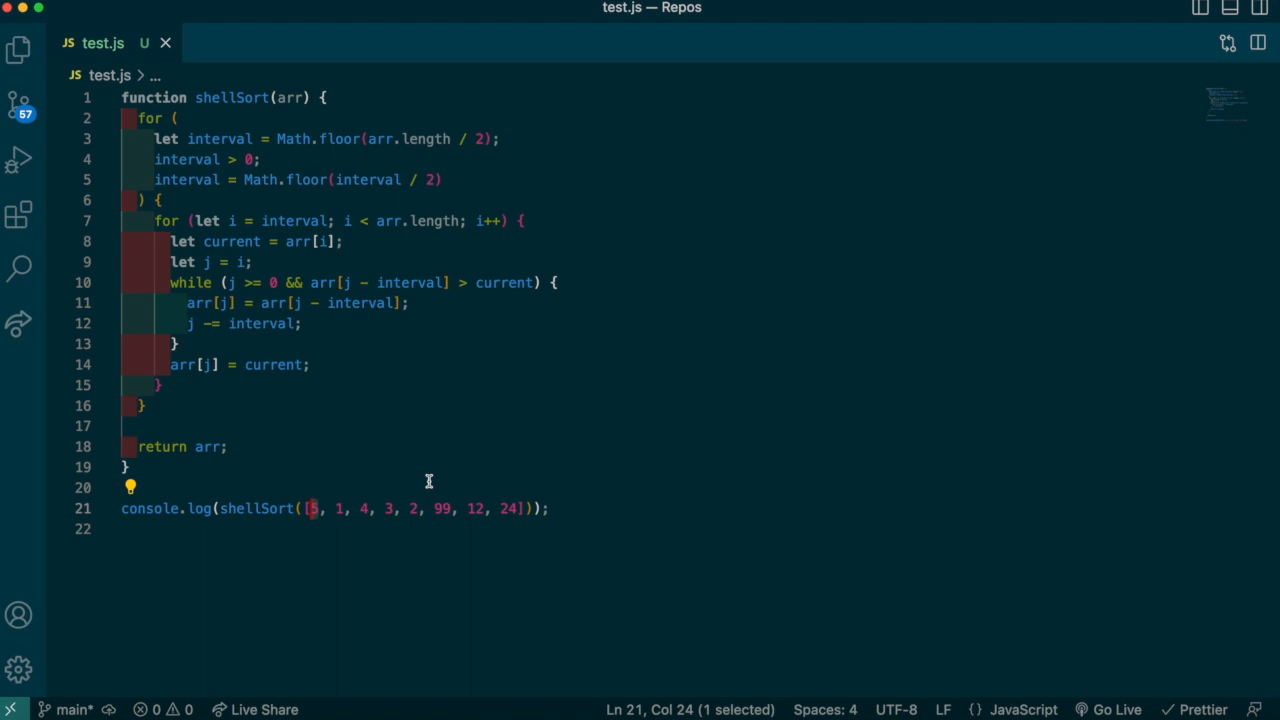 test.js — Repos
JS test.js U
JS test.js > ...
57
1 function shellSort(arr) {
2 for (
3 let interval = Math.floor(arr.length / 2);
4 interval > 0;
5 interval = Math.floor(interval / 2)
6 ) {
7 for (let i = interval; i < arr.length; i++) {
8 let current = arr[i];
9 let j = i;
10 while (j >= 0 && arr[j - interval] > current) {
11 arr[j] = arr[j - interval];
12 j -= interval;
13 }
14 arr[j] = current;
15 }
16 }
17
18 return arr;
19 }
20
21 console.log(shellSort([5, 1, 4, 3, 2, 99, 12, 24]));
22
main* 0 0 Live Share Ln 21, Col 24 (1 selected) Spaces: 4 UTF-8 LF {} JavaScript Go Live Prettier